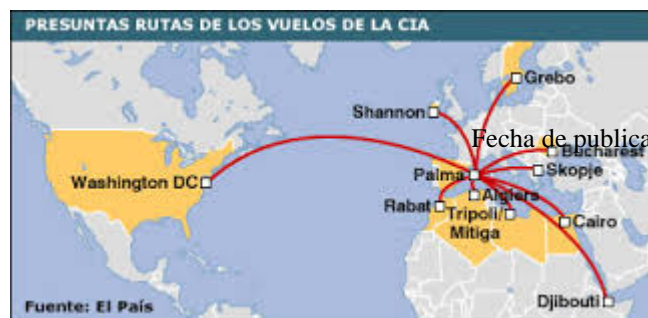 PRESUNTAS RUTAS DE LOS VUELOS DE LA CIA
Grebo
Shannon
Fecha de publica
Bucharest
Palma
Skopje
Washington DC
Algiers
Rabat
Tripoli/
Mitiga
Cairo
Djibouti
Fuente: El País